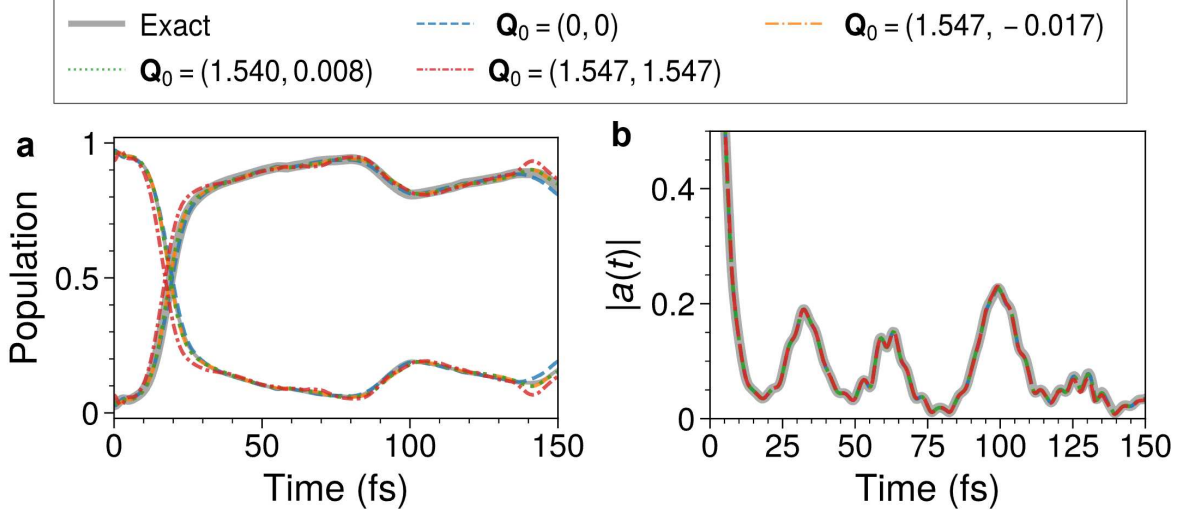 Exact
Q₀ = (0, 0)
Q₀ = (1.547, −0.017)
Q₀ = (1.540, 0.008)
Q₀ = (1.547, 1.547)
a
b
Population
1
0.5
0
0 50 100 150
Time (fs)
|a(t)|
0.4
0.2
0
0 25 50 75 100 125 150
Time (fs)